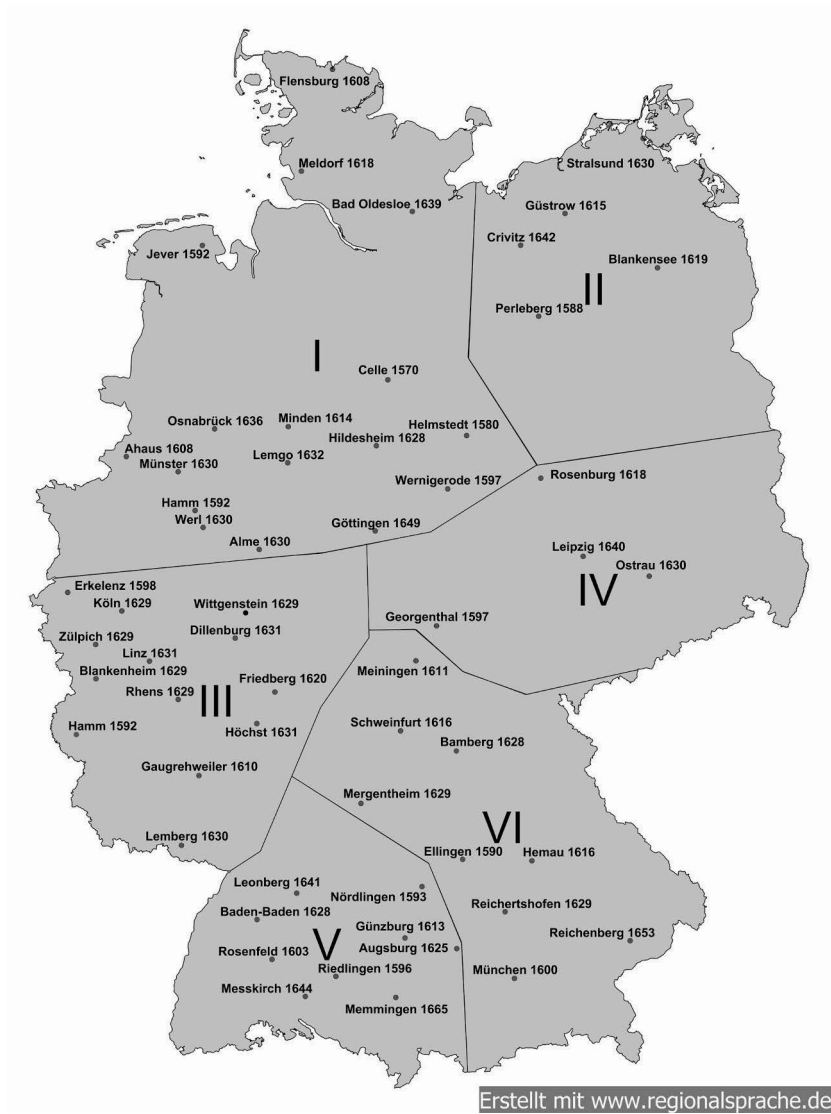 Flensburg 1608
Meldorf 1618
Stralsund 1630
Bad Oldesloe 1639
Güstrow 1615
Crivitz 1642
Jever 1592
Blankensee 1619
II
Perleberg 1588
I
Celle 1570
Osnabrück 1636
Minden 1614
Helmstedt 1580
Hildesheim 1628
Ahaus 1608
Münster 1630
Lemgo 1632
Wernigerode 1597
Rosenburg 1618
Hamm 1592
Werl 1630
Göttingen 1649
Alme 1630
Leipzig 1640
Ostrau 1630
IV
Erkelenz 1598
Köln 1629
Wittgenstein 1629
Georgenthal 1597
Zülpich 1629
Dillenburg 1631
Linz 1631
Blankenheim 1629
Meiningen 1611
Friedberg 1620
Rhens 1629
III
Hamm 1592
Höchst 1631
Schweinfurt 1616
Bamberg 1628
Gaugrehweiler 1610
Mergentheim 1629
VI
Lemberg 1630
Ellingen 1590
Hemau 1616
Leonberg 1641
Nördlingen 1593
Baden-Baden 1628
Reichertshofen 1629
Günzburg 1613
V
Augsburg 1625
Reichenberg 1653
Rosenfeld 1603
Riedlingen 1596
München 1600
Messkirch 1644
Memmingen 1665
Erstellt mit www.regionalsprache.de